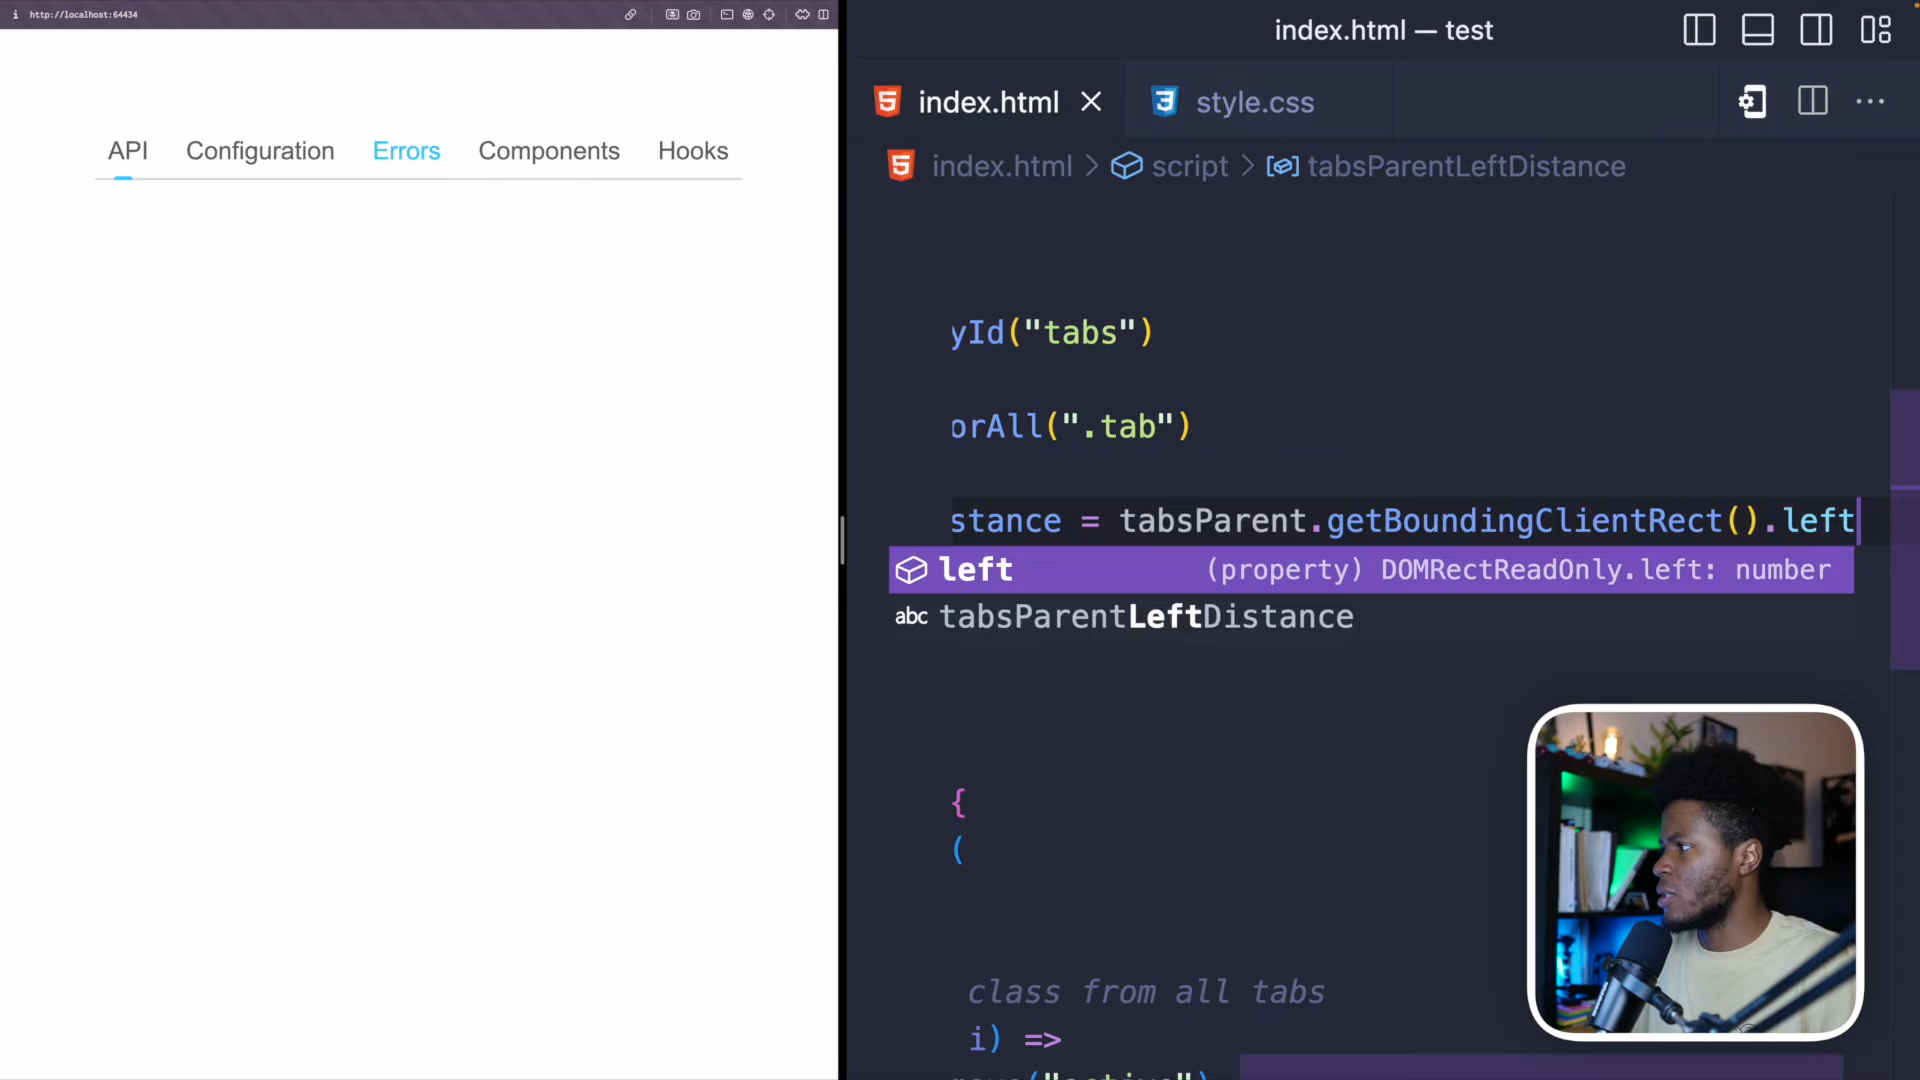 http://localhost:64434
API Configuration Errors Components Hooks
index.html — test
index.html style.css
index.html > script > tabsParentLeftDistance
yId("tabs")
orAll(".tab")
stance = tabsParent.getBoundingClientRect().left
left (property) DOMRectReadOnly.left: number
abc tabsParentLeftDistance
{
(
class from all tabs
i) =>